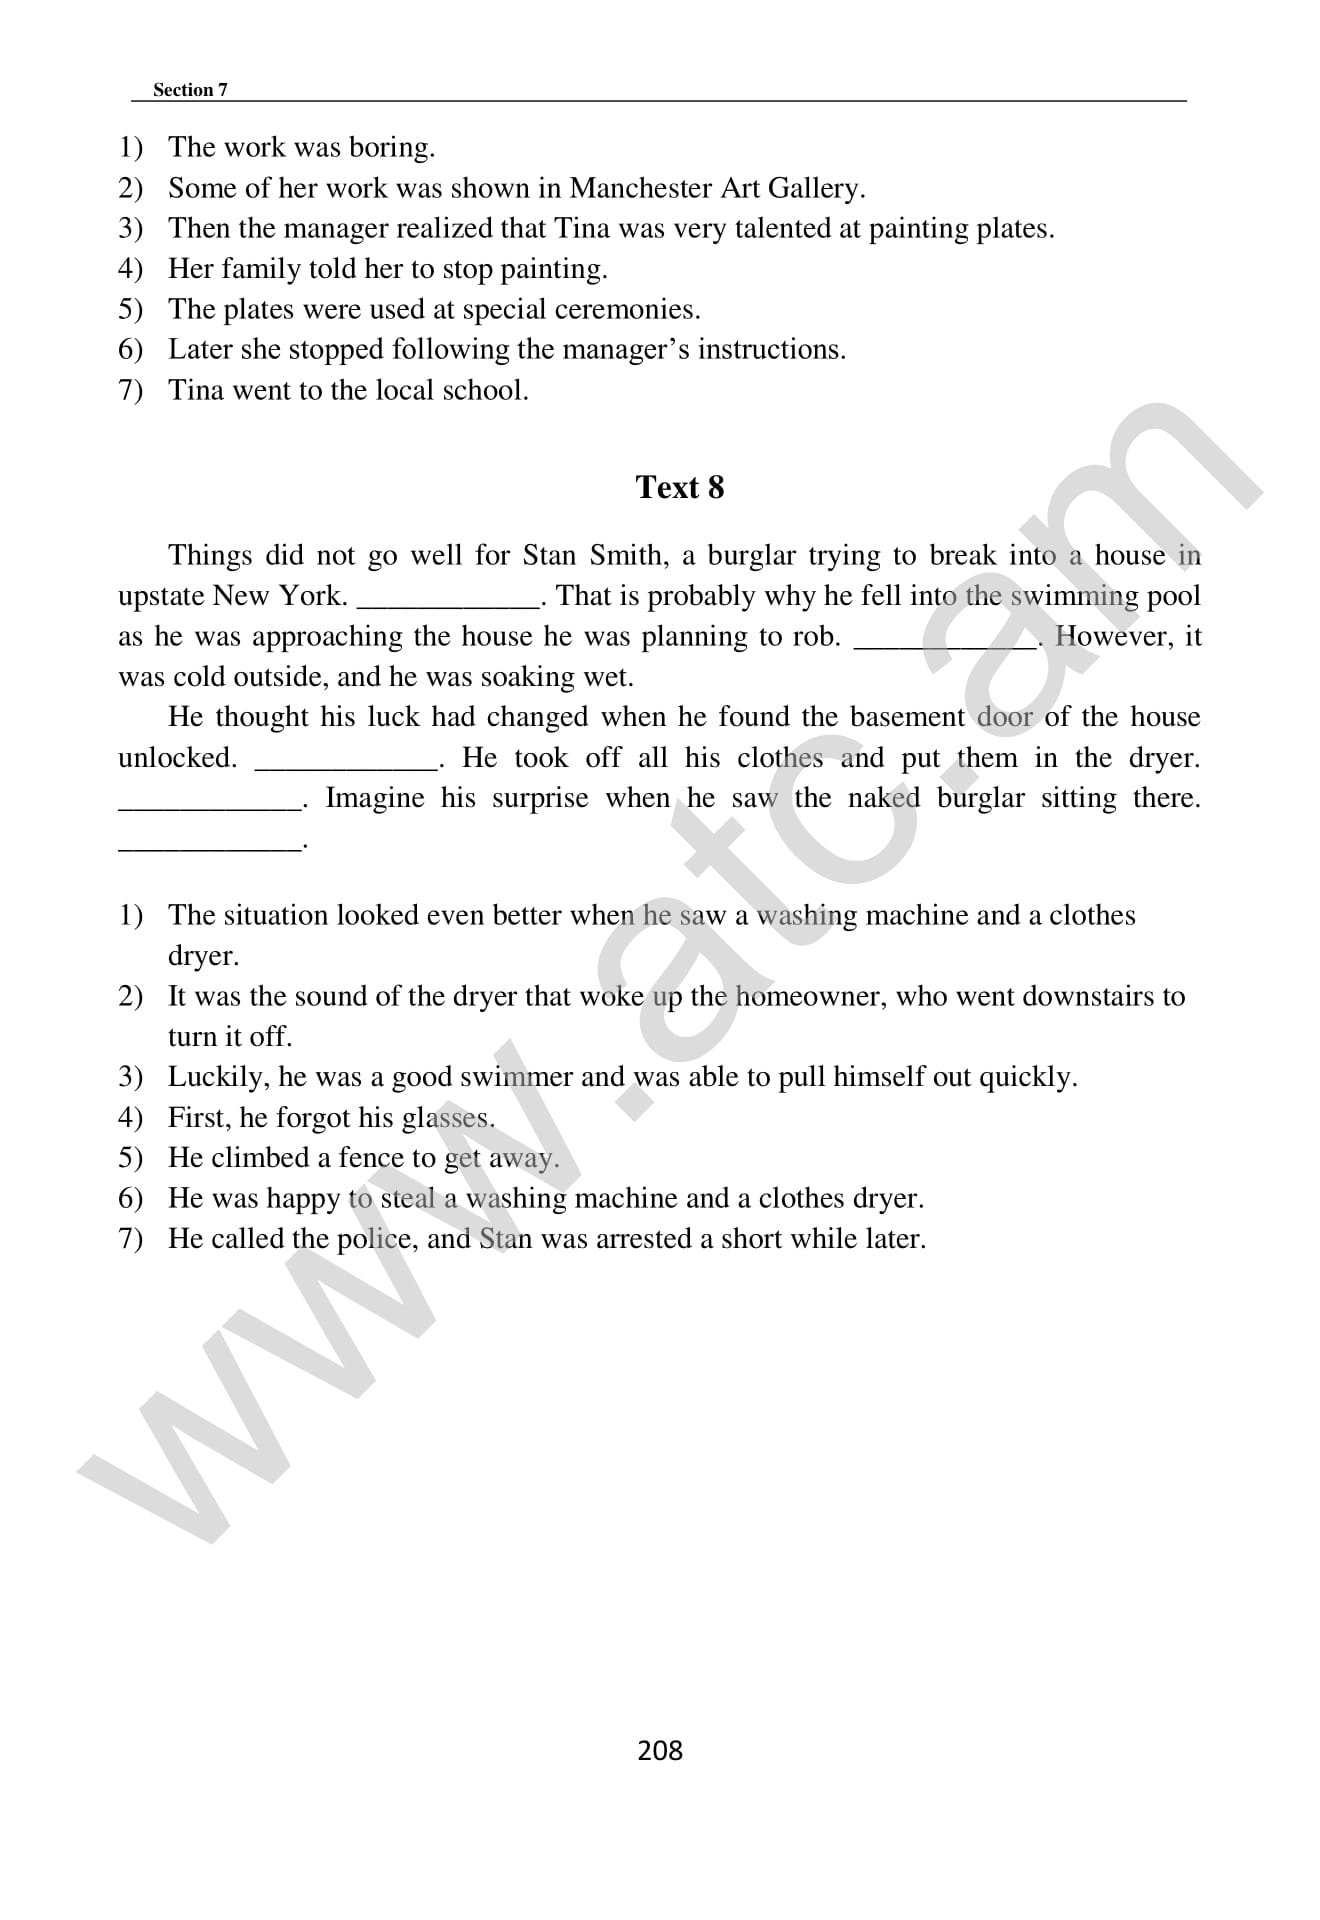 Section 7
1) The work was boring.
2) Some of her work was shown in Manchester Art Gallery.
3) Then the manager realized that Tina was very talented at painting plates.
4) Her family told her to stop painting.
5) The plates were used at special ceremonies.
6) Later she stopped following the manager’s instructions.
7) Tina went to the local school.
Text 8
Things did not go well for Stan Smith, a burglar trying to break into a house in
upstate New York. ____________. That is probably why he fell into the swimming pool
as he was approaching the house he was planning to rob. ____________. However, it
was cold outside, and he was soaking wet.
He thought his luck had changed when he found the basement door of the house
unlocked. ____________. He took off all his clothes and put them in the dryer.
____________. Imagine his surprise when he saw the naked burglar sitting there.
____________.
1) The situation looked even better when he saw a washing machine and a clothes
dryer.
2) It was the sound of the dryer that woke up the homeowner, who went downstairs to
turn it off.
3) Luckily, he was a good swimmer and was able to pull himself out quickly.
4) First, he forgot his glasses.
5) He climbed a fence to get away.
6) He was happy to steal a washing machine and a clothes dryer.
7) He called the police, and Stan was arrested a short while later.
www.atc.am
208